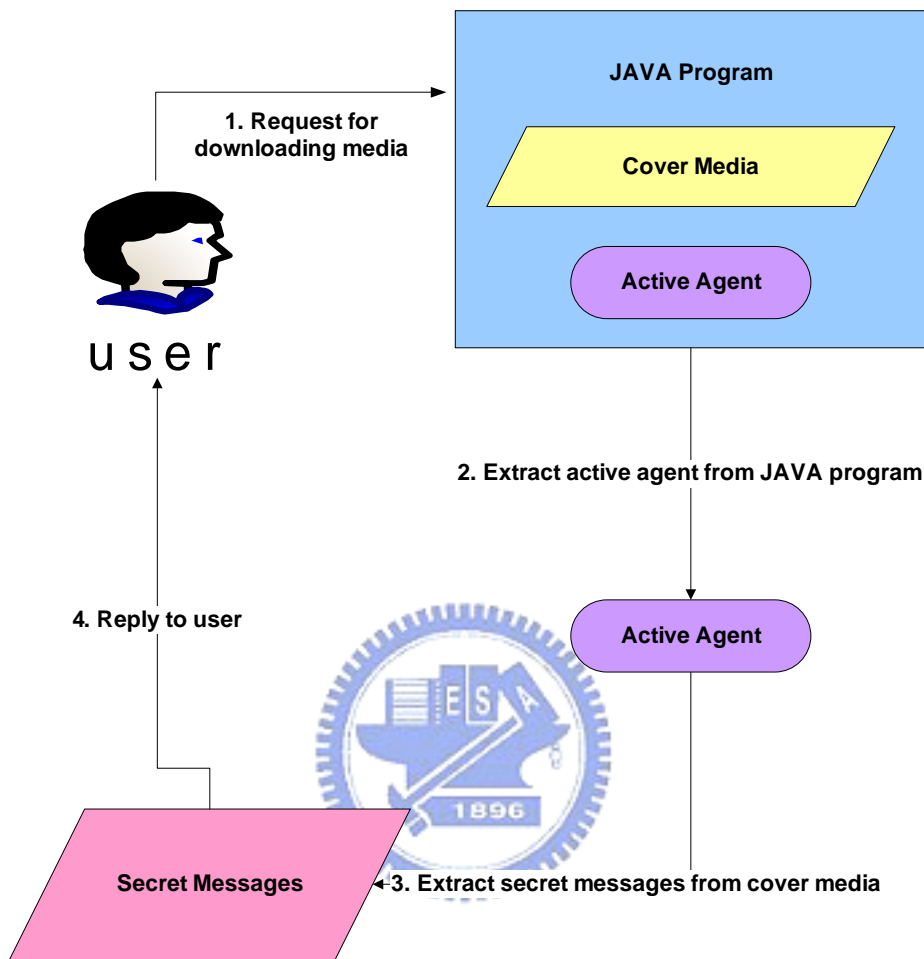 JAVA Program
1. Request for
downloading media
Cover Media
Active Agent
user
2. Extract active agent from JAVA program
4. Reply to user
Active Agent
E S A
1896
Secret Messages
3. Extract secret messages from cover media